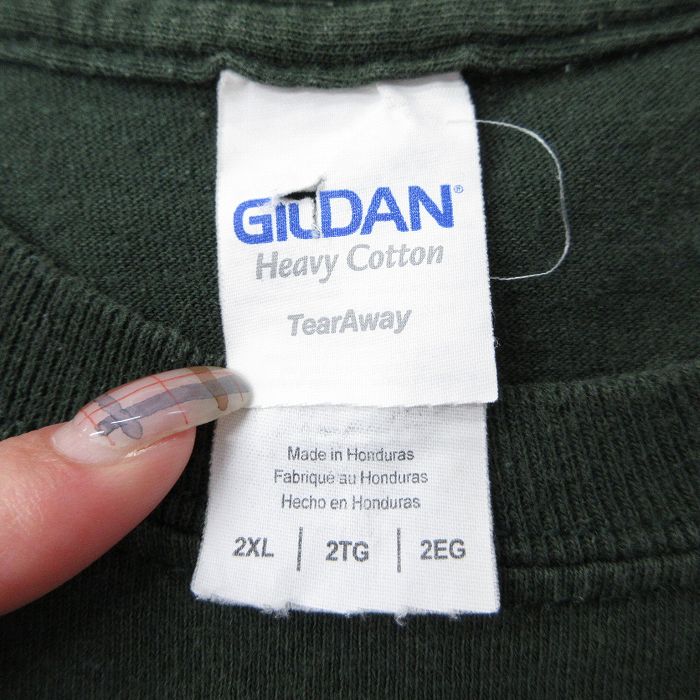 GILDAN®
Heavy Cotton
TearAway
Made in Honduras
Fabriqué au Honduras
Hecho en Honduras
2XL | 2TG | 2EG